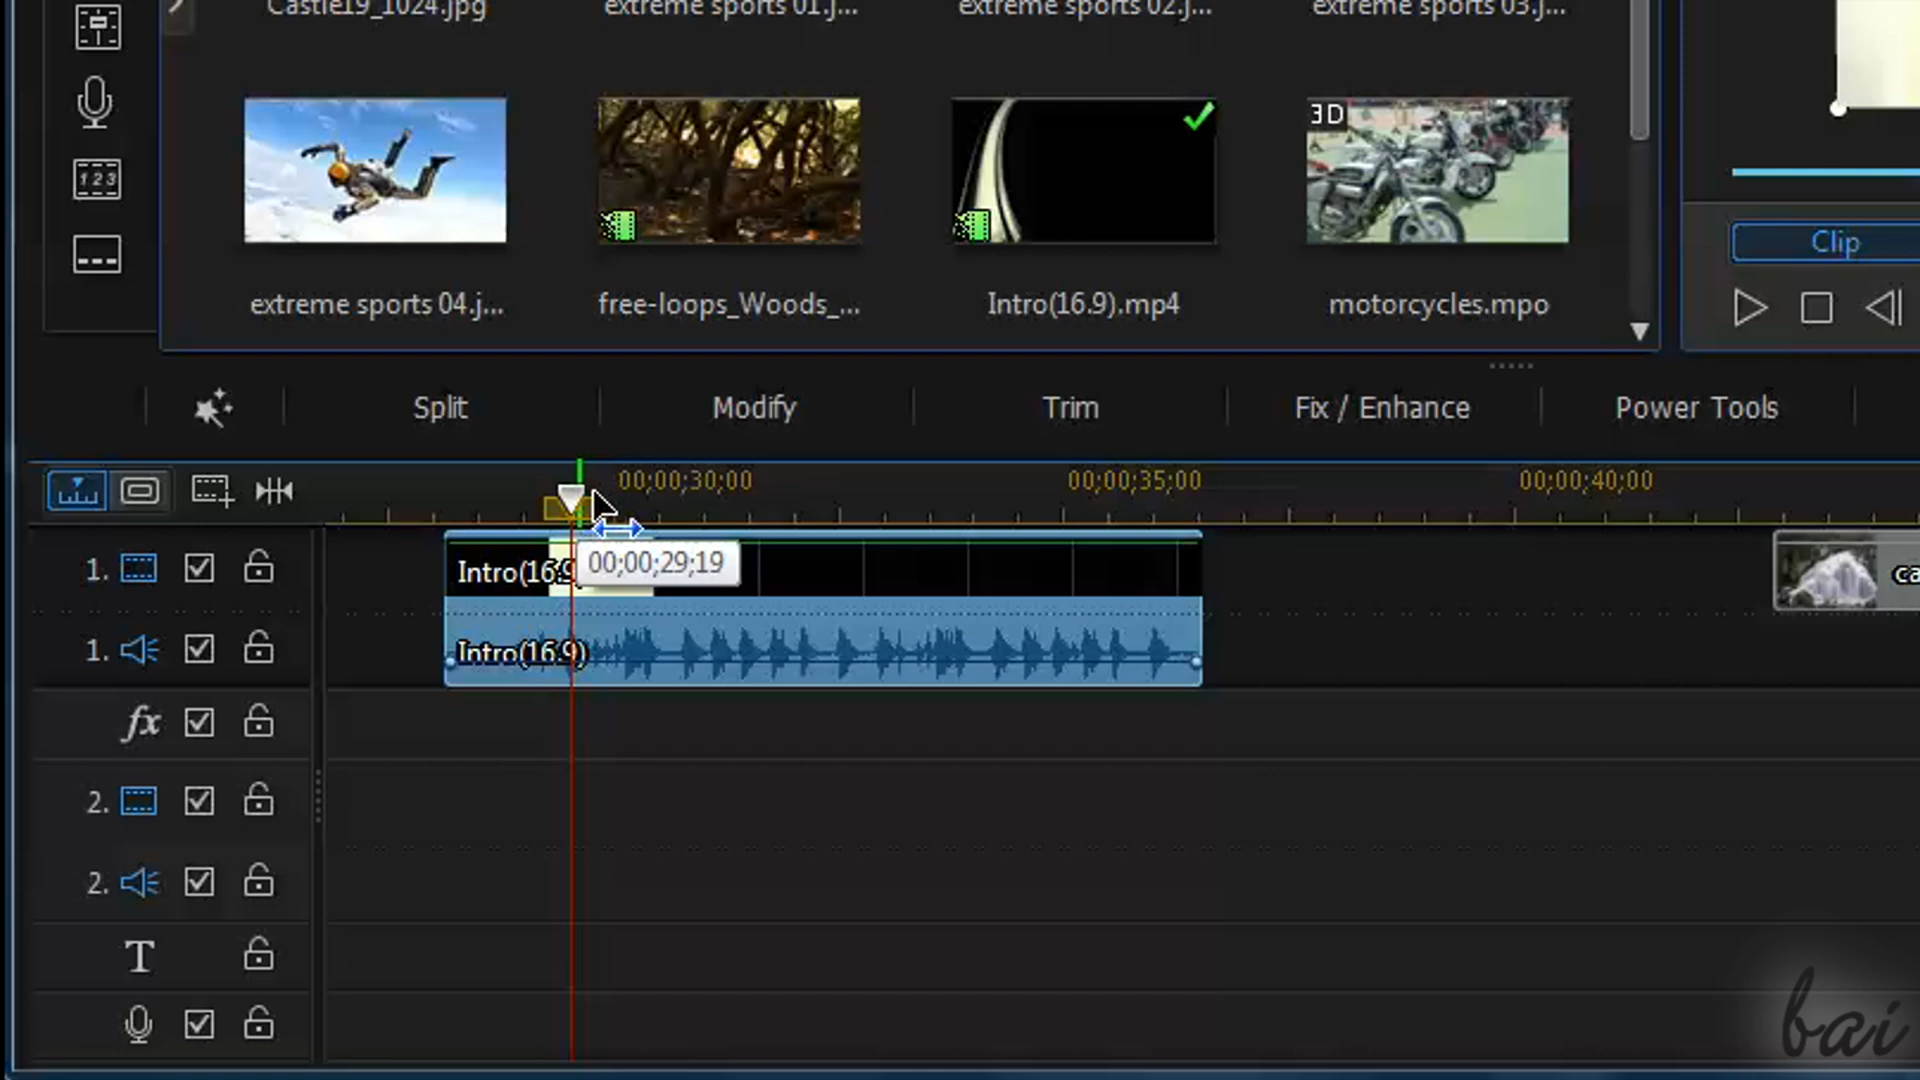 Castle19_1024.jpg
extreme sports 01.j...
extreme sports 02.j...
extreme sports 03.j...
3D
123
extreme sports 04.j...
free-loops_Woods_...
Intro(16.9).mp4
motorcycles.mpo
Clip
Split
Modify
Trim
Fix / Enhance
Power Tools
00;00;30;00
00;00;35;00
00;00;40;00
1.
Intro(16.9
00;00;29;19
ca
1.
Intro(16.9)
fx
2.
2.
T
bai